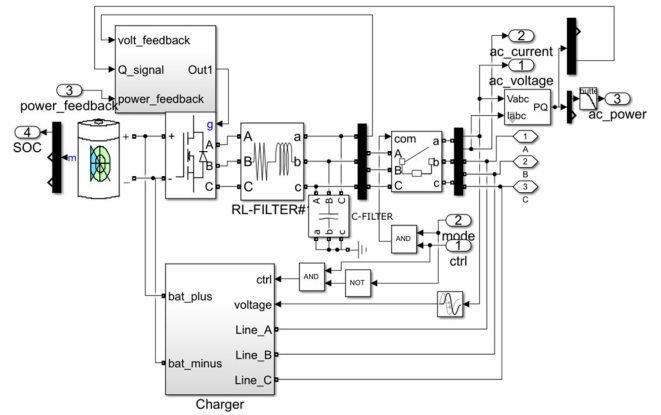 volt_feedback
Q_signal
Out1
power_feedback
3
power_feedback
4
SOC
m
+
_
+
-
g
A
B
C
A
B
C
a
b
c
RL-FILTER#
A
B
C
a
b
c
C-FILTER
com
A
B
C
a
b
c
2
ac_current
1
ac_voltage
Vabc
Iabc
PQ
butte
3
ac_power
1
A
2
B
3
C
AND
2
mode
1
ctrl
AND
NOT
bat_plus
bat_minus
ctrl
voltage
Line_A
Line_B
Line_C
Charger